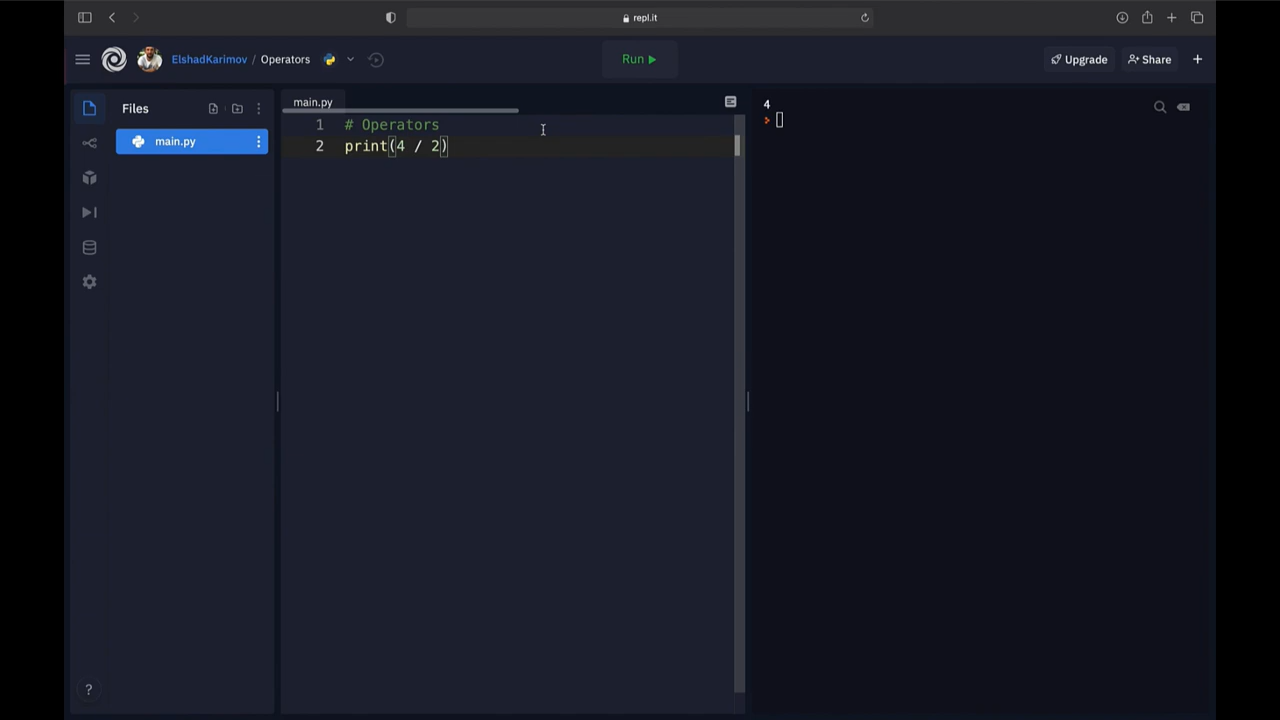 repl.it
ElshadKarimov / Operators
Run
Upgrade
Share
Files
main.py
main.py
1 # Operators
2 print(4 / 2)
4
?